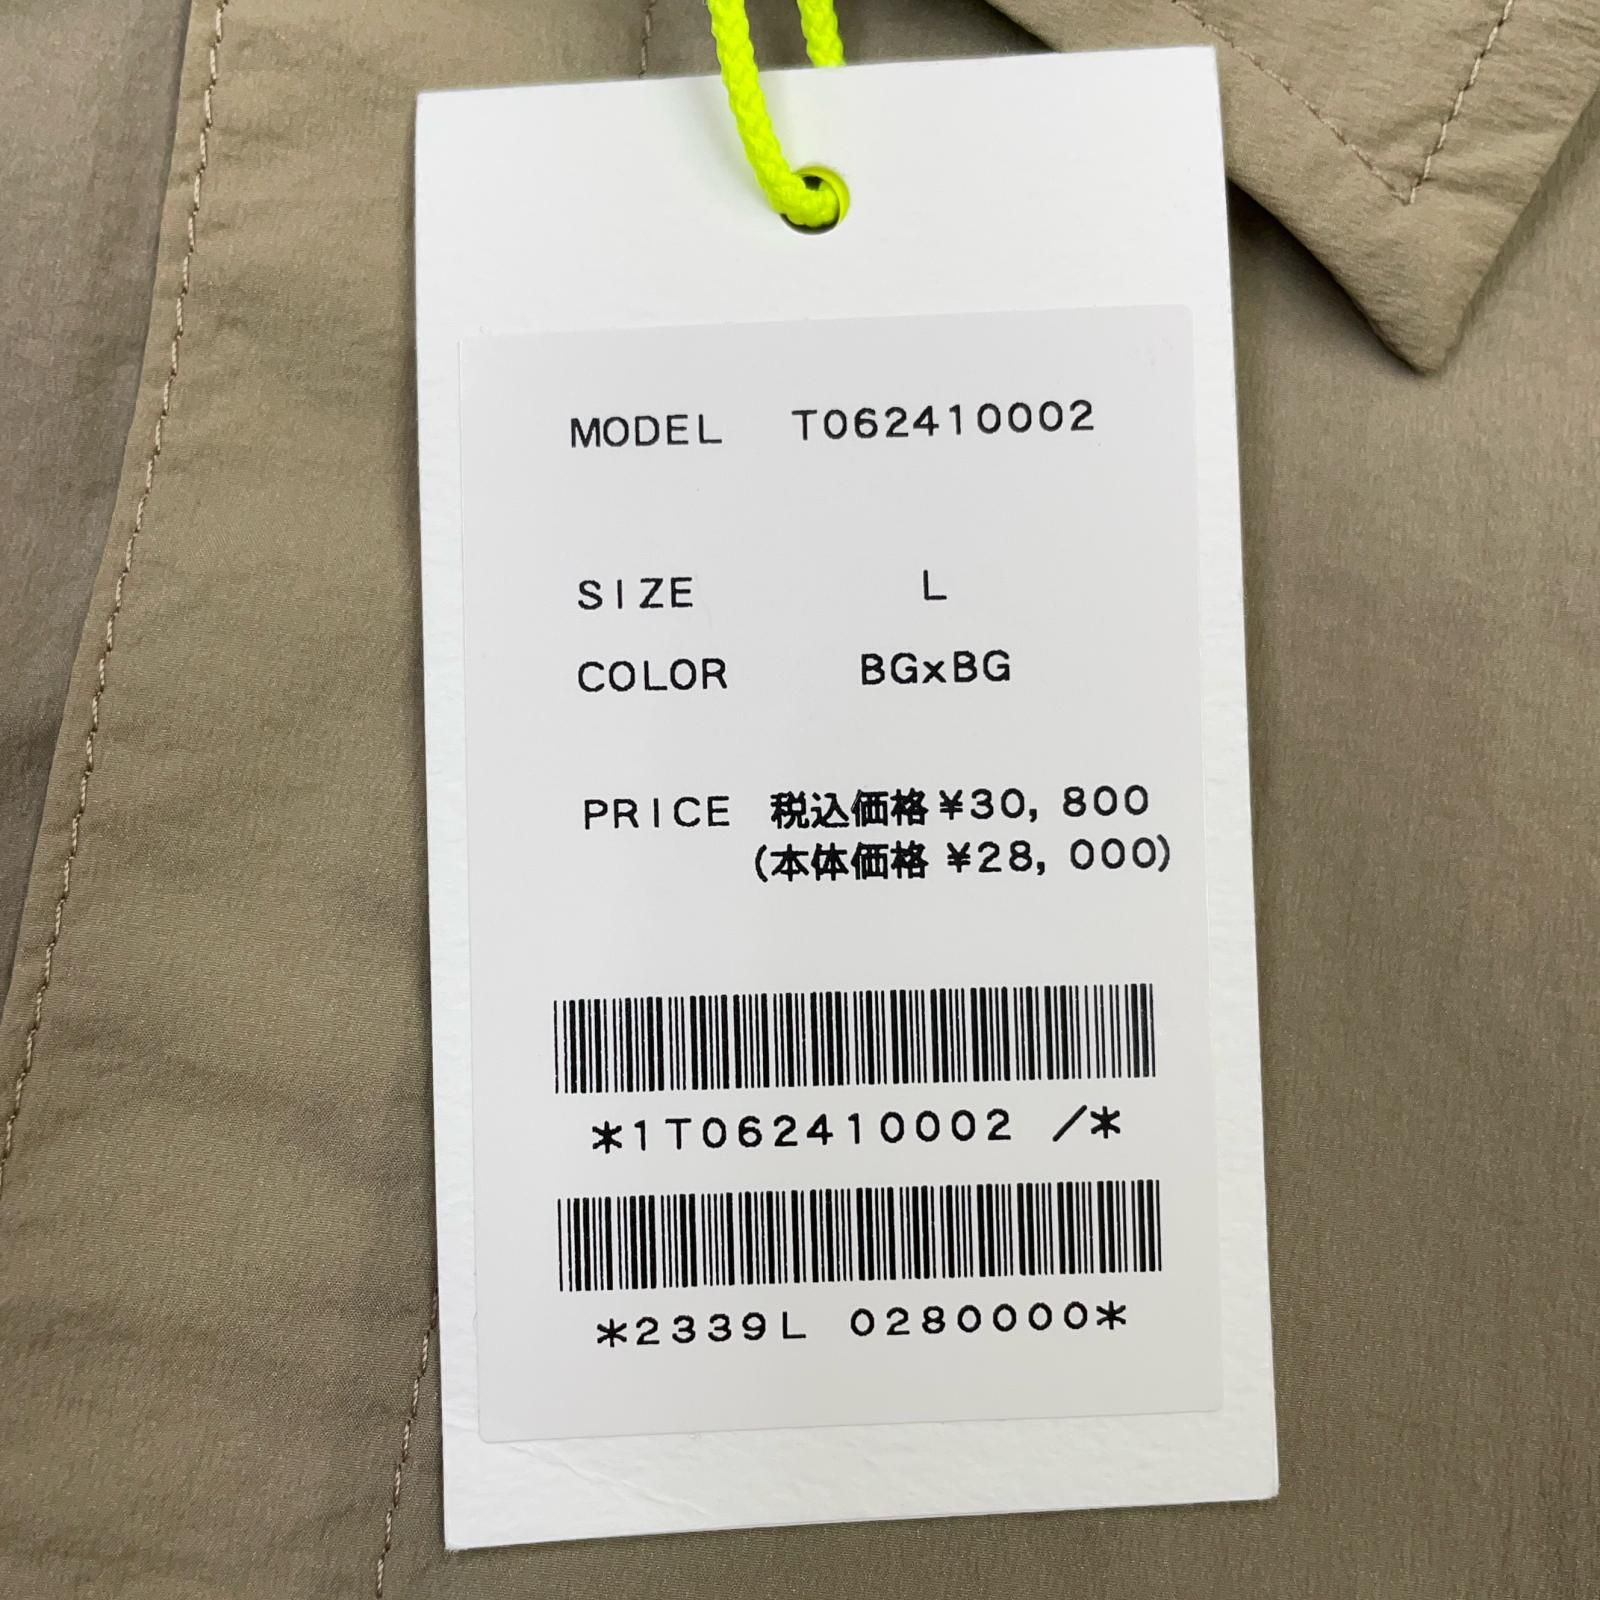 MODEL T062410002
SIZE L
COLOR BGxBG
PRICE 税込価格¥30, 800
(本体価格 ¥28, 000)
*1T062410002 /*
*2339L 0280000*